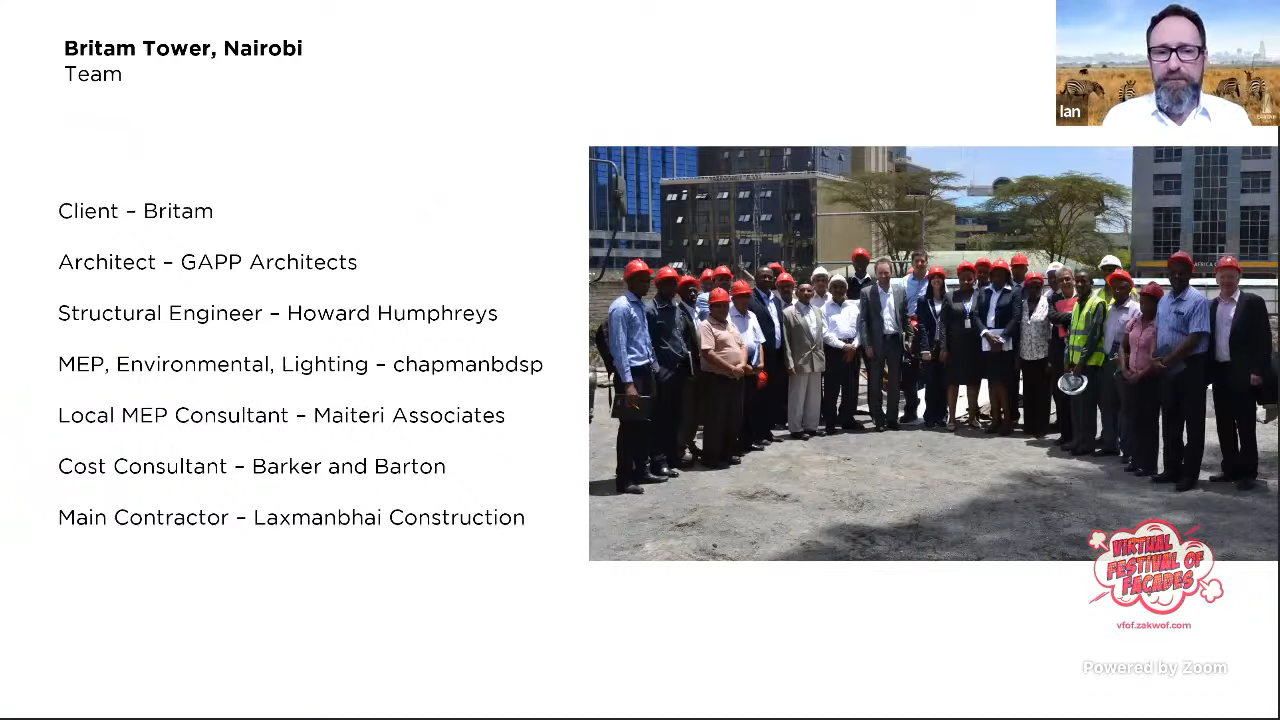 Britam Tower, Nairobi
Team
Ian
Client – Britam
Architect – GAPP Architects
Structural Engineer – Howard Humphreys
MEP, Environmental, Lighting – chapmanbdsp
Local MEP Consultant – Maiteri Associates
Cost Consultant – Barker and Barton
Main Contractor – Laxmanbhai Construction
VIRTUAL
FESTIVAL OF
FAÇADES
vfof.zakwof.com
Powered by Zoom